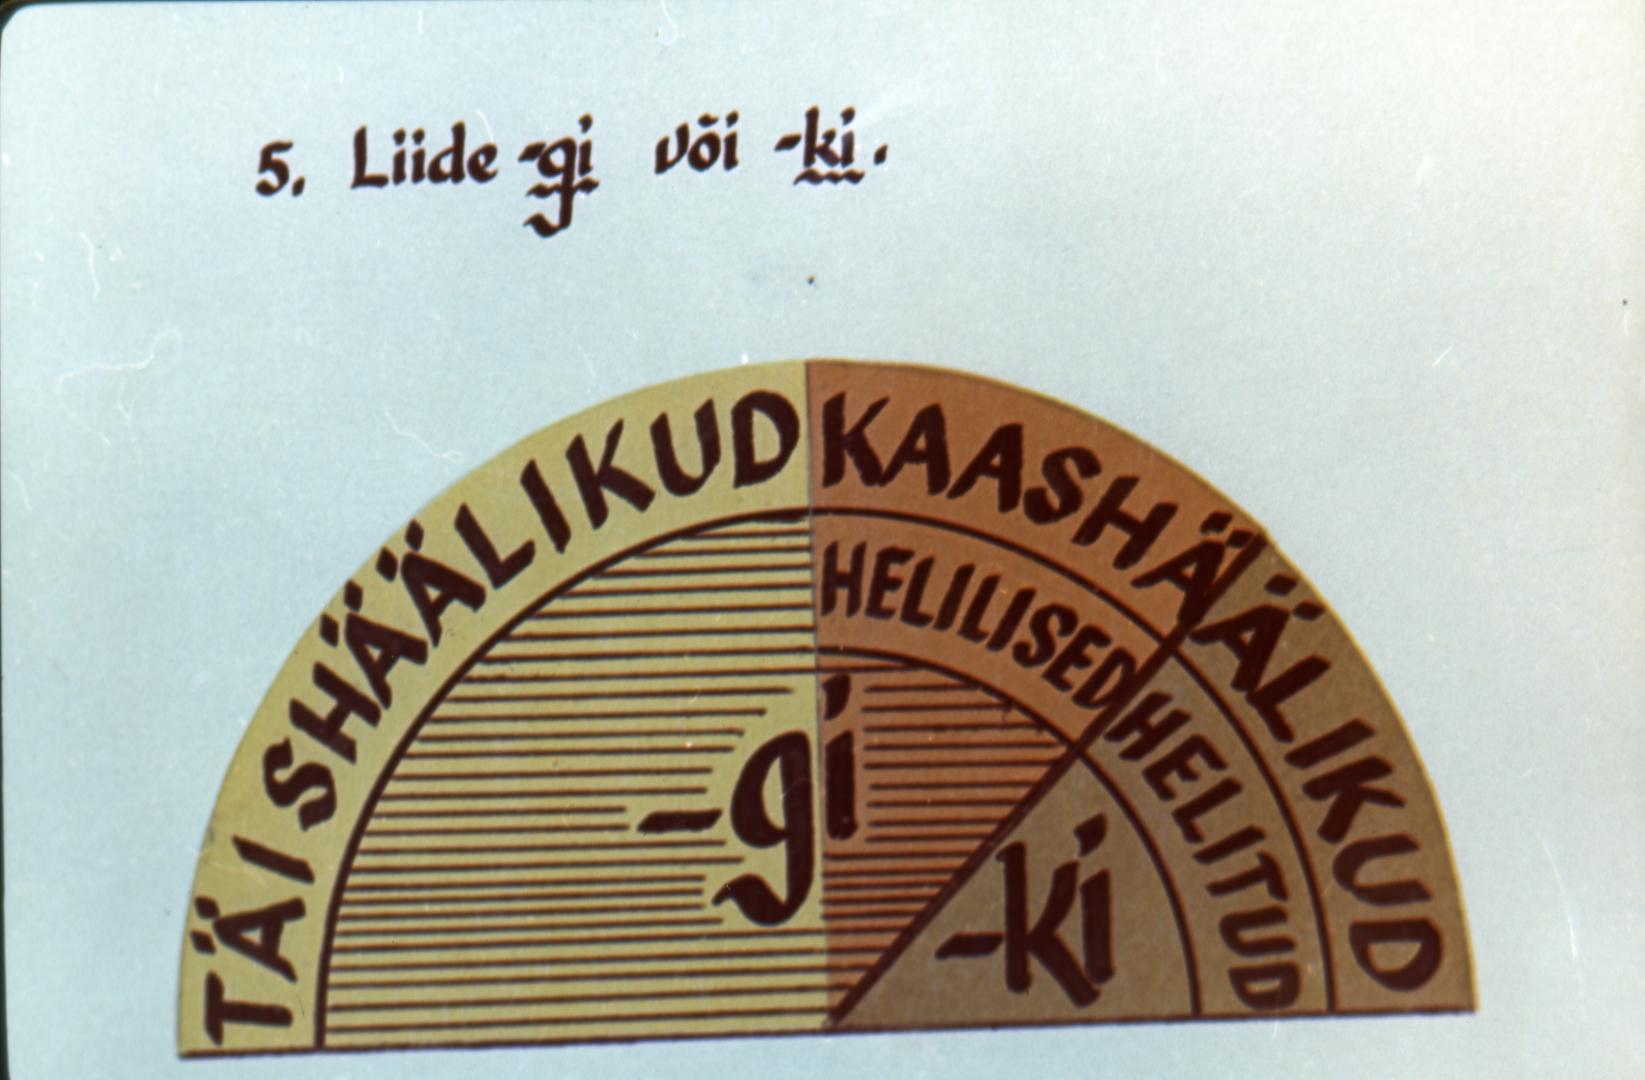 5. Liide -gi või -ki.
TÄISHÄÄLIKUD
KAASHÄÄLIKUD
HELILISED
HELITUD
-gi
-ki